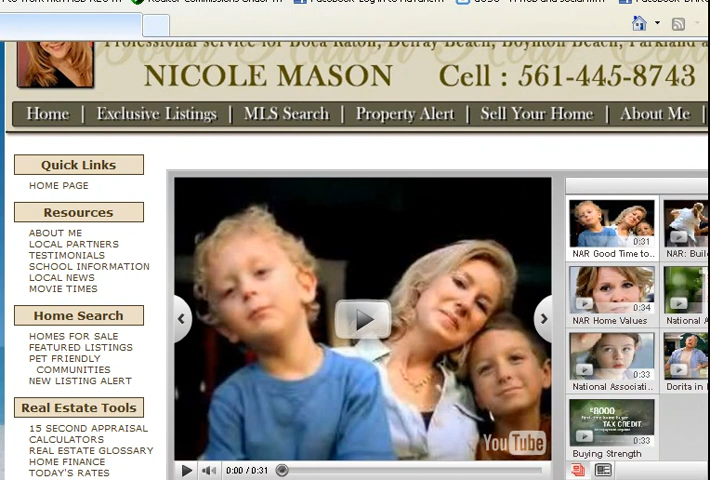 Professional service for Boca Raton, Delray Beach, Boynton Beach, Parkland a
NICOLE MASON Cell : 561-445-8743
Home | Exclusive Listings | MLS Search | Property Alert | Sell Your Home | About Me |
Quick Links
HOME PAGE
Resources
ABOUT ME
LOCAL PARTNERS
TESTIMONIALS
SCHOOL INFORMATION
LOCAL NEWS
MOVIE TIMES
Home Search
HOMES FOR SALE
FEATURED LISTINGS
PET FRIENDLY
COMMUNITIES
NEW LISTING ALERT
Real Estate Tools
15 SECOND APPRAISAL
CALCULATORS
REAL ESTATE GLOSSARY
HOME FINANCE
TODAY'S RATES
YouTube
0:00 / 0:31
0:31
NAR Good Time to..
NAR: Buil
0:34
NAR Home Values
National A
0:33
National Associati..
Dorita in
$8000
TAX CREDIT
0:33
Buying Strength